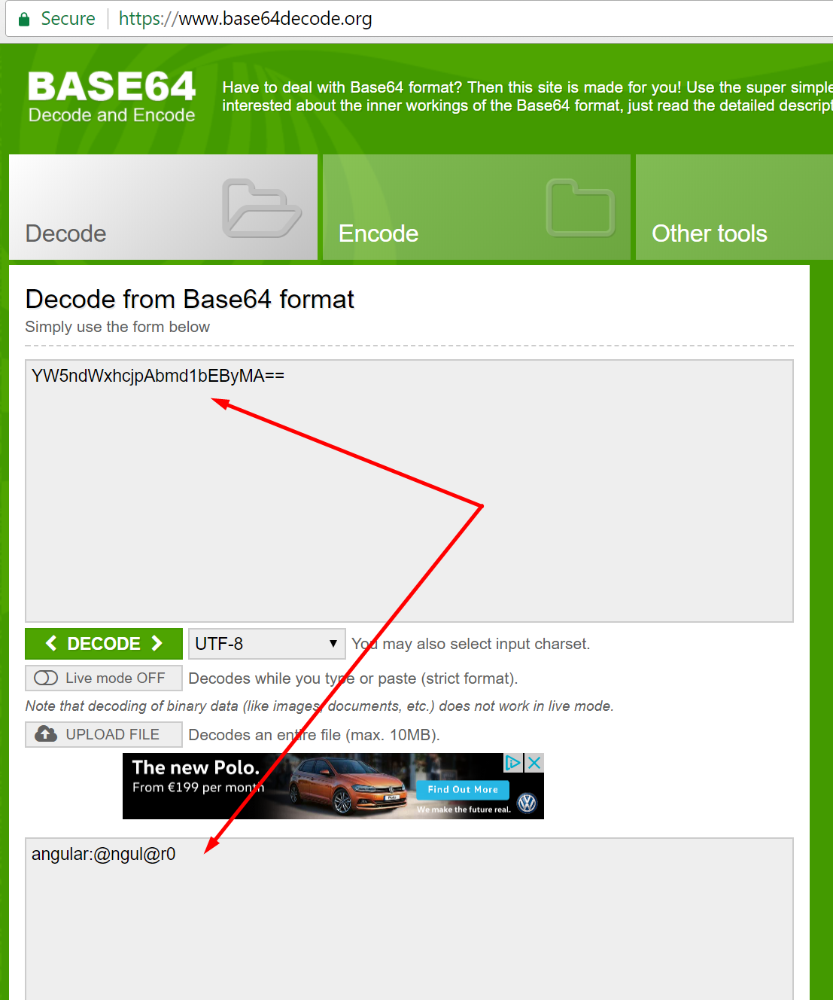 Secure https://www.base64decode.org
BASE64
Decode and Encode
Have to deal with Base64 format? Then this site is made for you! Use the super simple
interested about the inner workings of the Base64 format, just read the detailed descript
Decode
Encode
Other tools
Decode from Base64 format
Simply use the form below
YW5ndWxhcjpAbmd1bEByMA==
DECODE
UTF-8
You may also select input charset.
Live mode OFF
Decodes while you type or paste (strict format).
Note that decoding of binary data (like images, documents, etc.) does not work in live mode.
UPLOAD FILE
Decodes an entire file (max. 10MB).
The new Polo.
From €199 per month
Find Out More
We make the future real.
angular:@ngul@r0